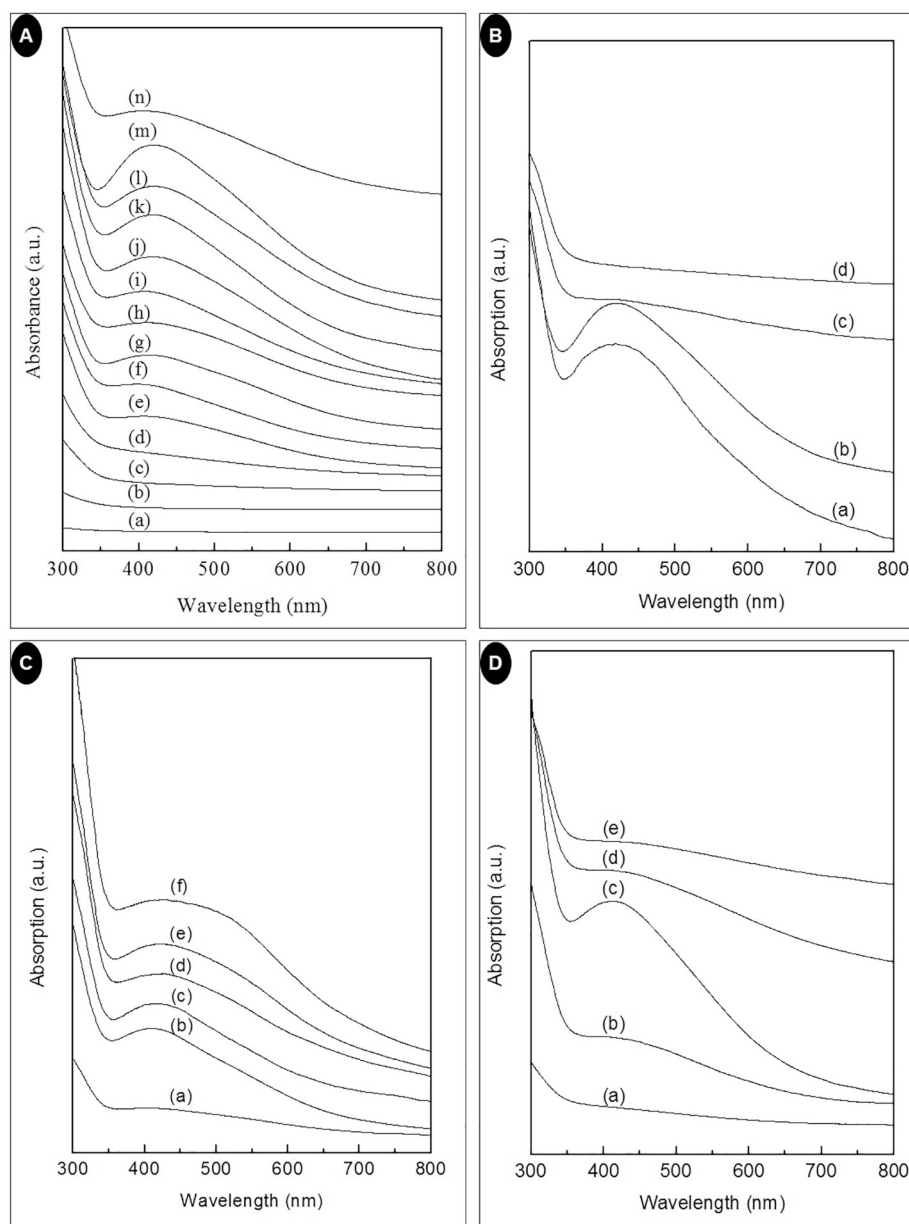 A
(n)
(m)
(l)
(k)
(j)
(i)
(h)
(g)
(f)
(e)
(d)
(c)
(b)
(a)
Absorbance (a.u.)
300 400 500 600 700 800
Wavelength (nm)
B
(d)
(c)
(b)
(a)
Absorption (a.u.)
300 400 500 600 700 800
Wavelength (nm)
C
(f)
(e)
(d)
(c)
(b)
(a)
Absorption (a.u.)
300 400 500 600 700 800
Wavelength (nm)
D
(e)
(d)
(c)
(b)
(a)
Absorption (a.u.)
300 400 500 600 700 800
Wavelength (nm)